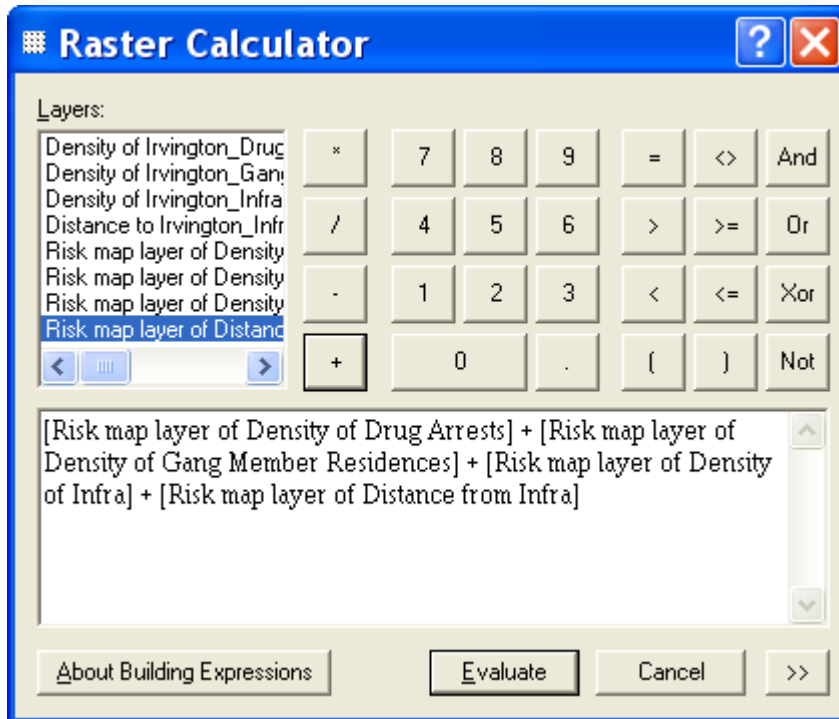 Raster Calculator
Layers:
Density of Irvington_Drug
Density of Irvington_Gan
Density of Irvington_Infra
Distance to Irvington_Infr
Risk map layer of Density
Risk map layer of Density
Risk map layer of Density
Risk map layer of Distanc
* 7 8 9 = <> And
/ 4 5 6 > >= Or
- 1 2 3 < <= Xor
+ 0 . ( ) Not
[Risk map layer of Density of Drug Arrests] + [Risk map layer of
Density of Gang Member Residences] + [Risk map layer of Density
of Infra] + [Risk map layer of Distance from Infra]
About Building Expressions Evaluate Cancel >>